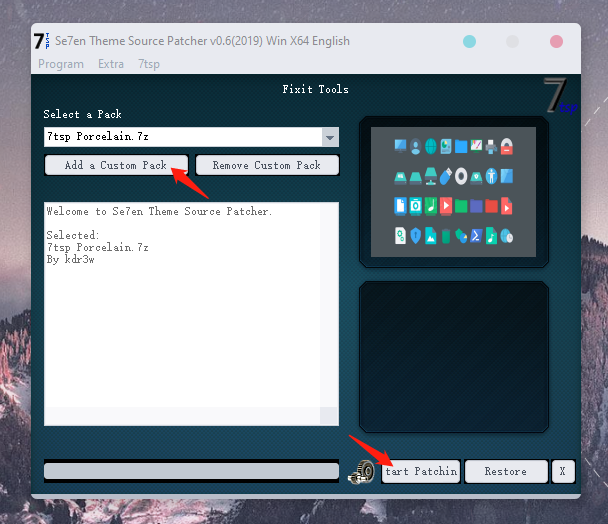 7 TSP Se7en Theme Source Patcher v0.6(2019) Win X64 English
Program Extra 7tsp
Fixit Tools
7tsp
Select a Pack
7tsp Porcelain.7z
Add a Custom Pack Remove Custom Pack
Welcome to Se7en Theme Source Patcher.
Selected:
7tsp Porcelain.7z
By kdr3w
tart Patchin Restore X